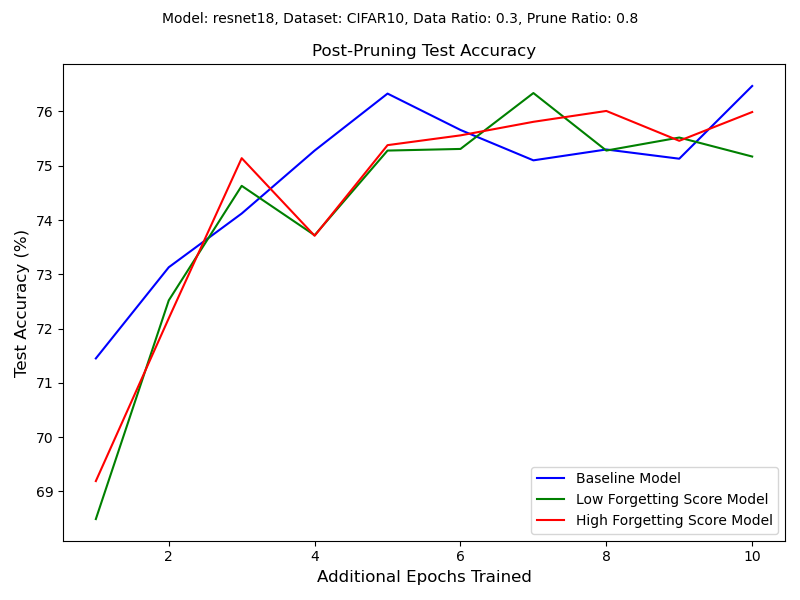 Model: resnet18, Dataset: CIFAR10, Data Ratio: 0.3, Prune Ratio: 0.8
Post-Pruning Test Accuracy
Test Accuracy (%)
76
75
74
73
72
71
70
69
Baseline Model
Low Forgetting Score Model
High Forgetting Score Model
2 4 6 8 10
Additional Epochs Trained